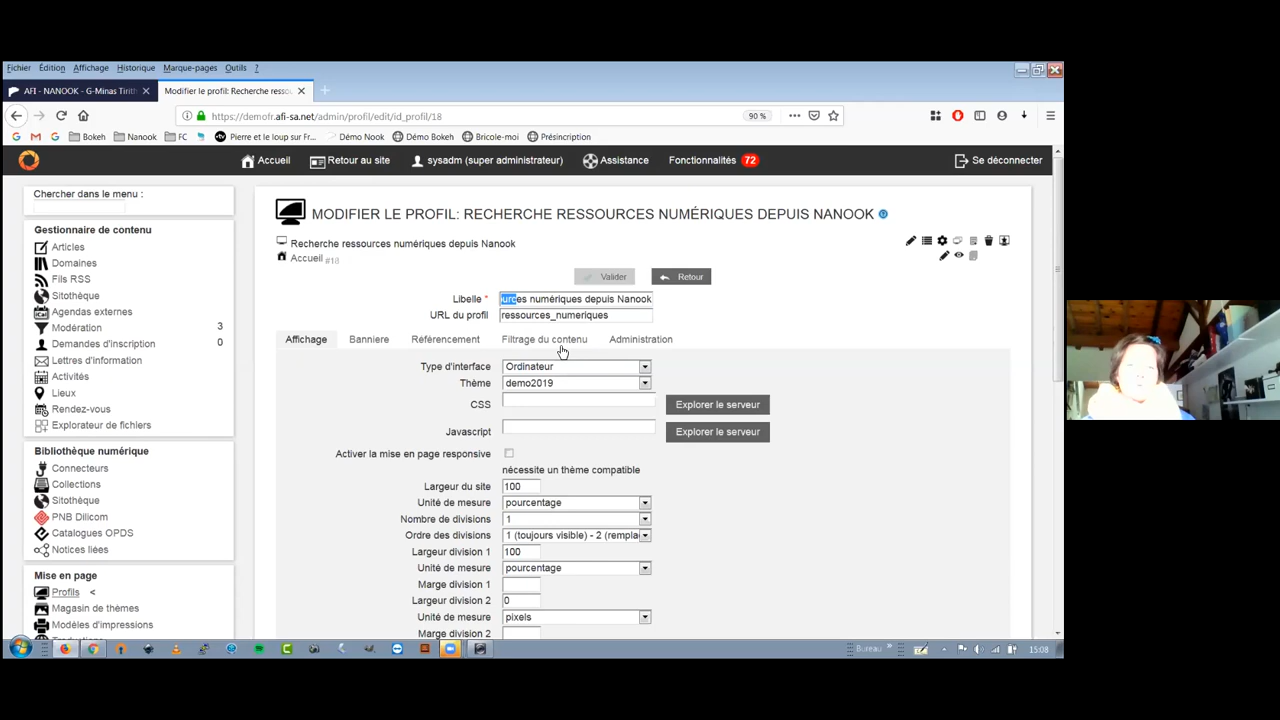 Fichier Édition Affichage Historique Marque-pages Outils ?
AFI - NANOOK - G-Minas Tirith Modifier le profil: Recherche ressou
https://demofr.afi-sa.net/admin/profil/edit/id_profil/18 90 %
Bokeh Nanook FC Pierre et le loup sur Fr... Démo Nook Démo Bokeh Bricole-moi Présincription
Accueil Retour au site sysadm (super administrateur) Assistance Fonctionnalités 72 Se déconnecter
Chercher dans le menu :
Gestionnaire de contenu
Articles
Domaines
Fils RSS
Sitothèque
Agendas externes
Modération 3
Demandes d'inscription 0
Lettres d'information
Activités
Lieux
Rendez-vous
Explorateur de fichiers
Bibliothèque numérique
Connecteurs
Collections
Sitothèque
PNB Dilicom
Catalogues OPDS
Notices liées
Mise en page
Profils <
Magasin de thèmes
Modèles d'impressions
MODIFIER LE PROFIL: RECHERCHE RESSOURCES NUMÉRIQUES DEPUIS NANOOK
Recherche ressources numériques depuis Nanook
Accueil #18
Valider Retour
Libelle * ources numériques depuis Nanook
URL du profil ressources_numeriques
Affichage Banniere Référencement Filtrage du contenu Administration
Type d'interface Ordinateur
Thème demo2019
CSS Explorer le serveur
Javascript Explorer le serveur
Activer la mise en page responsive
nécessite un thème compatible
Largeur du site 100
Unité de mesure pourcentage
Nombre de divisions 1
Ordre des divisions 1 (toujours visible) - 2 (rempla
Largeur division 1 100
Unité de mesure pourcentage
Marge division 1
Largeur division 2 0
Unité de mesure pixels
Marge division 2
Bureau » 15:08